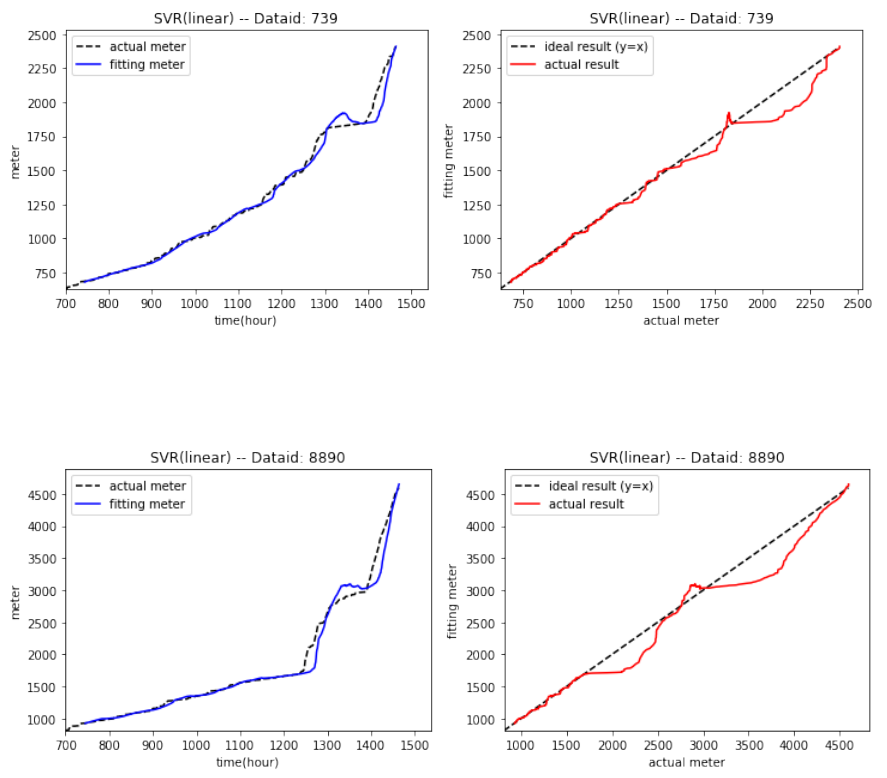 SVR(linear) -- Dataid: 739
2500
2250
2000
1750
1500
1250
1000
750
meter
actual meter
fitting meter
700 800 900 1000 1100 1200 1300 1400 1500
time(hour)
SVR(linear) -- Dataid: 739
2500
2250
2000
1750
1500
1250
1000
750
fitting meter
ideal result (y=x)
actual result
750 1000 1250 1500 1750 2000 2250 2500
actual meter
SVR(linear) -- Dataid: 8890
4500
4000
3500
3000
2500
2000
1500
1000
meter
actual meter
fitting meter
700 800 900 1000 1100 1200 1300 1400 1500
time(hour)
SVR(linear) -- Dataid: 8890
4500
4000
3500
3000
2500
2000
1500
1000
fitting meter
ideal result (y=x)
actual result
1000 1500 2000 2500 3000 3500 4000 4500
actual meter